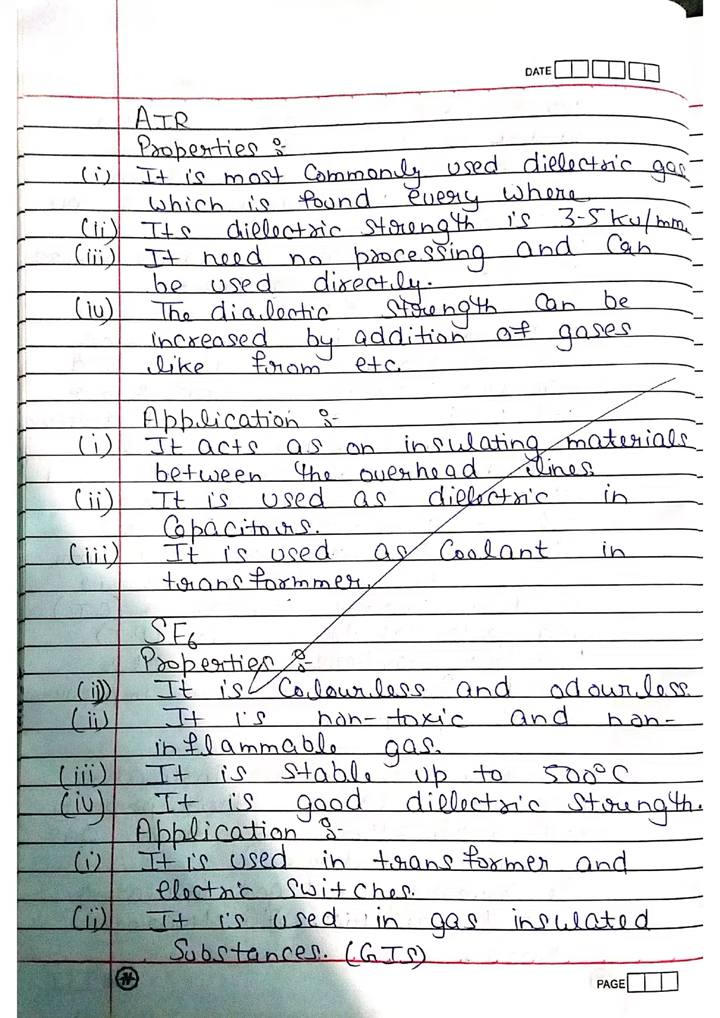 DATE
AIR
Properties :-
(i) It is most Commonly used dielectric gas
which is found every where
(ii) Its dielectric strength is 3-5 kv/mm.
(iii) It need no processing and Can
be used directly.
(iv) The dialectic strength Can be
increased by addition of gases
like from etc.
Application :-
(i) It acts as on insulating materials
between the overhead lines.
(ii) It is used as dielectric in
Capacitors.
(iii) It is used as Coolant in
transformmer.
SF6
Properties :-
(i) It is Colourless and odourless
(ii) It is non-toxic and non-
inflammable gas.
(iii) It is stable up to 500°C
(iv) It is good dielectric strength.
Application :-
(i) It is used in transformer and
electric switches.
(ii) It is used in gas insulated
Substances. (GIS)
PAGE